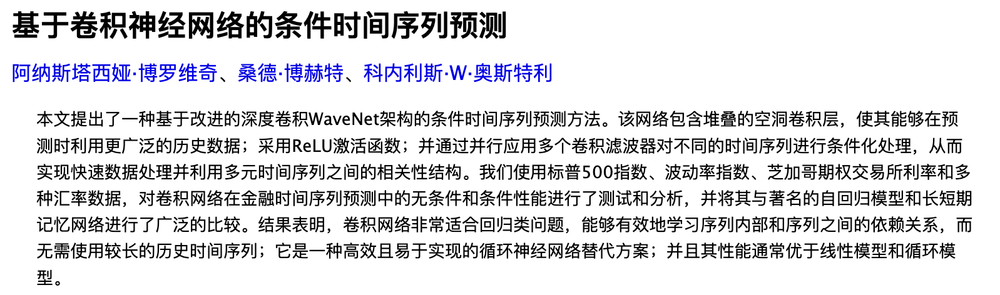 基于卷积神经网络的条件时间序列预测
阿纳斯塔西娅·博罗维奇、桑德·博赫特、科内利斯·W·奥斯特利
本文提出了一种基于改进的深度卷积WaveNet架构的条件时间序列预测方法。该网络包含堆叠的空洞卷积层，使其能够在预
测时利用更广泛的历史数据；采用ReLU激活函数；并通过并行应用多个卷积滤波器对不同的时间序列进行条件化处理，从而
实现快速数据处理并利用多元时间序列之间的相关性结构。我们使用标普500指数、波动率指数、芝加哥期权交易所利率和多
种汇率数据，对卷积网络在金融时间序列预测中的无条件和条件性能进行了测试和分析，并将其与著名的自回归模型和长短期
记忆网络进行了广泛的比较。结果表明，卷积网络非常适合回归类问题，能够有效地学习序列内部和序列之间的依赖关系，而
无需使用较长的历史时间序列；它是一种高效且易于实现的循环神经网络替代方案；并且其性能通常优于线性模型和循环模
型。